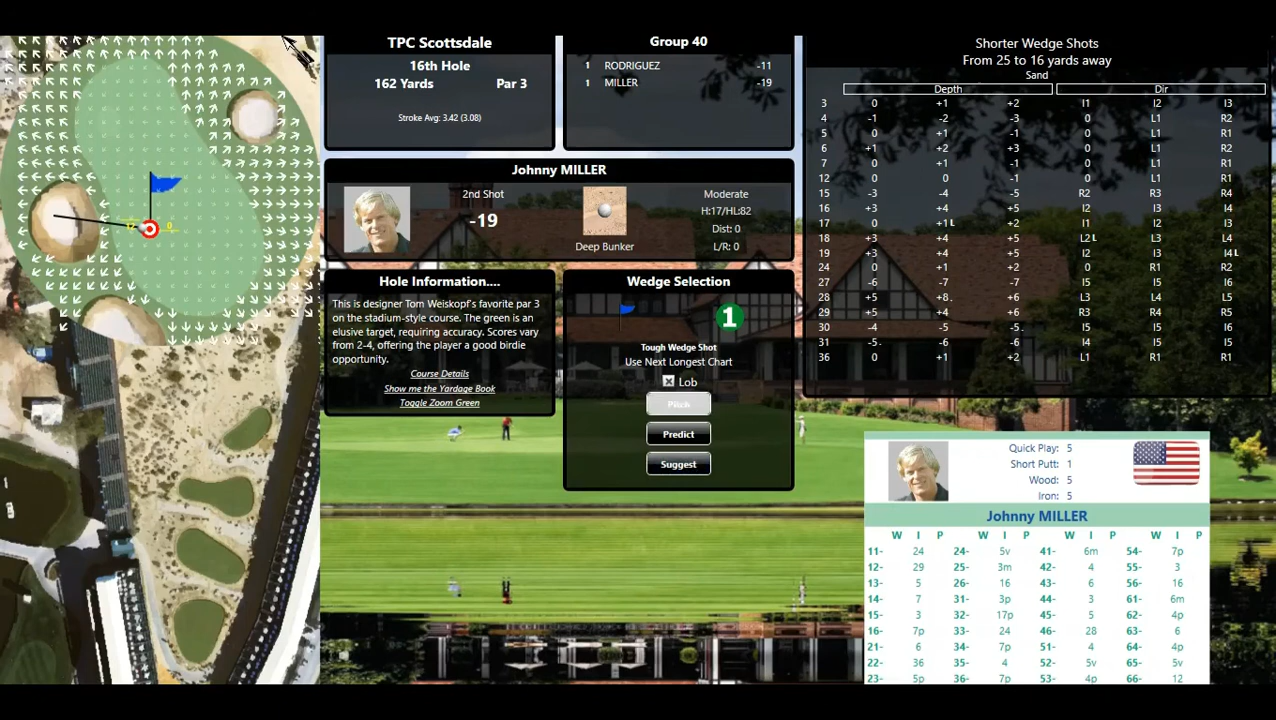 TPC Scottsdale
16th Hole
162 Yards Par 3
Stroke Avg: 3.42 (3.08)
Group 40
1 RODRIGUEZ -11
1 MILLER -19
Johnny MILLER
2nd Shot
-19
Deep Bunker
Moderate
H:17/HL:82
Dist: 0
L/R: 0
Hole Information....
This is designer Tom Weiskopf's favorite par 3
on the stadium-style course. The green is an
elusive target, requiring accuracy. Scores vary
from 2-4, offering the player a good birdie
opportunity.
Course Details
Show me the Yardage Book
Toggle Zoom Green
Wedge Selection
1
Tough Wedge Shot
Use Next Longest Chart
Lob
Pitch
Predict
Suggest
Shorter Wedge Shots
From 25 to 16 yards away
Sand
Depth Dir
3 0 +1 +2 I1 I2 I3
4 -1 -2 -3 0 L1 R2
5 0 +1 -1 0 L1 R1
6 +1 +2 +3 0 L1 R2
7 0 +1 -1 0 L1 R1
12 0 0 -1 0 L1 R1
15 -3 -4 -5 R2 R3 R4
16 +3 +4 +5 I2 I3 I4
17 0 +1L +2 I1 I2 I3
18 +3 +4 +5 L2L L3 L4
19 +3 +4 +5 I2 I3 I4L
24 0 +1 +2 0 R1 R2
27 -6 -7 -7 I5 I6 I5
28 +5 +8. +6 L3 L4 L5
29 +5 +4 +6 R3 R4 R5
30 -4 -5 -5. I5 I5 I6
31 -5. -6 -6 I4 I5 I5
36 0 +1 +2 L1 R1 R1
Quick Play: 5
Short Putt: 1
Wood: 5
Iron: 5
Johnny MILLER
W I P W I P W I P W I P
11- 24 24- 5v 41- 6m 54- 7p
12- 29 25- 3m 42- 4 55- 3
13- 5 26- 16 43- 6 56- 16
14- 7 31- 3p 44- 3 61- 6m
15- 3 32- 17p 45- 5 62- 4p
16- 7p 33- 24 46- 28 63- 6
21- 6 34- 7p 51- 4 64- 4p
22- 36 35- 4 52- 5v 65- 5v
23- 5p 36- 7p 53- 4p 66- 12